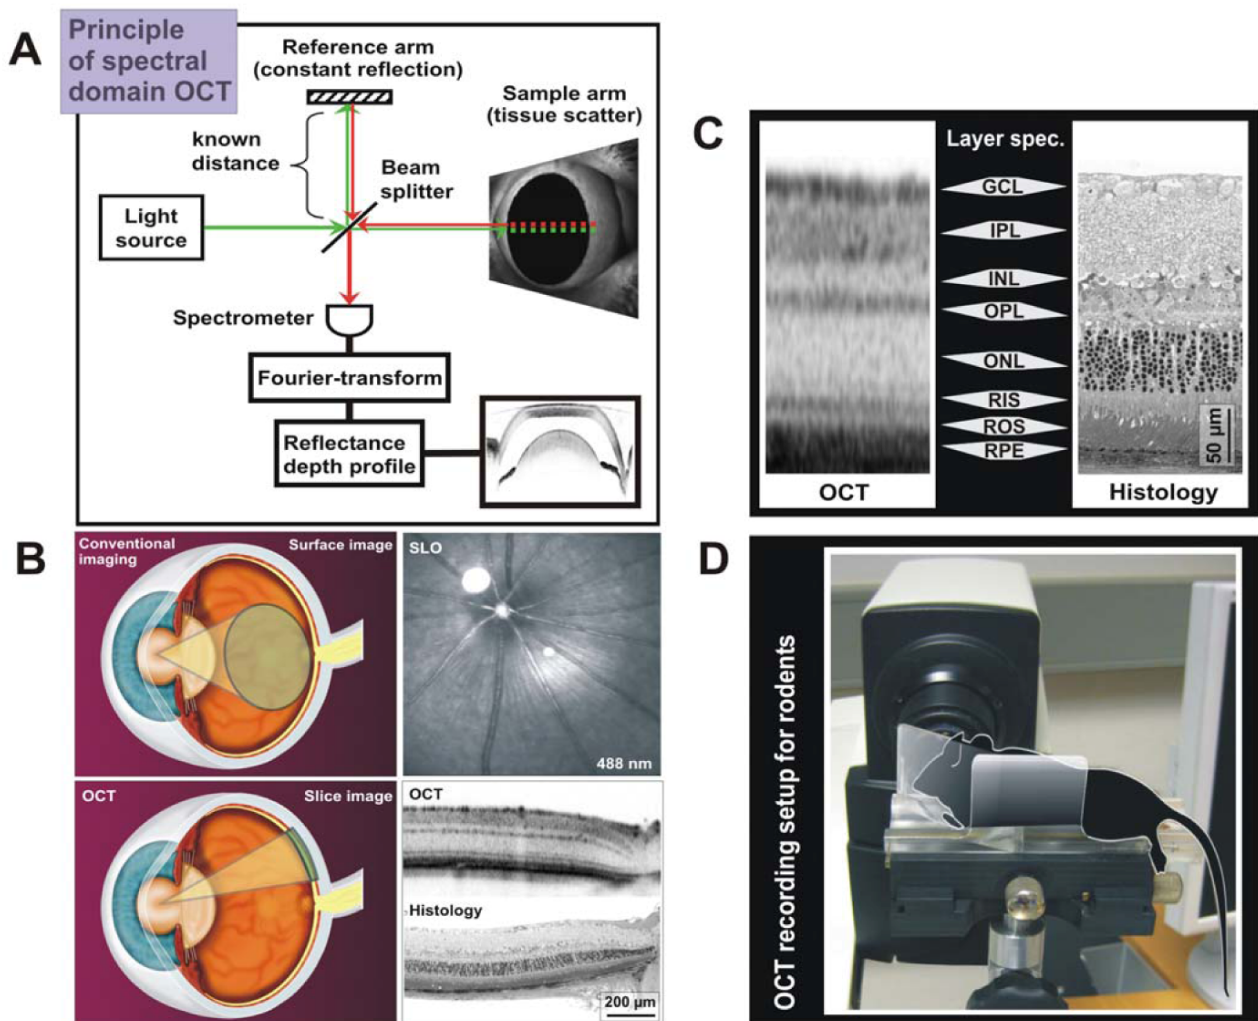 A
Principle
of spectral
domain OCT
Reference arm
(constant reflection)
Sample arm
(tissue scatter)
known
distance
Beam
splitter
Light
source
Spectrometer
Fourier-transform
Reflectance
depth profile
B
Conventional
imaging
Surface image
SLO
488 nm
OCT
Slice image
OCT
Histology
200 µm
C
Layer spec.
GCL
IPL
INL
OPL
ONL
RIS
ROS
RPE
50 µm
OCT
Histology
D
OCT recording setup for rodents